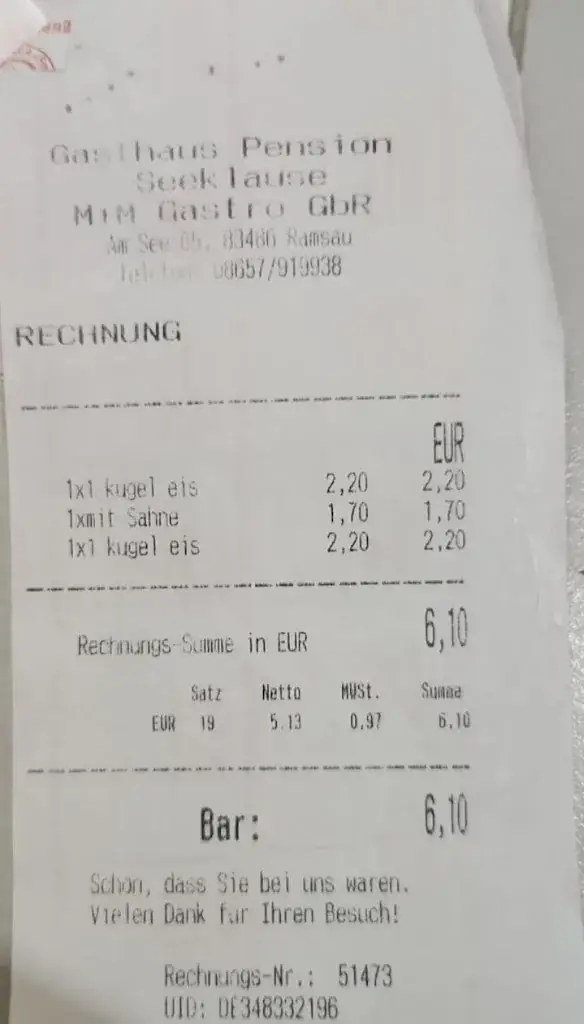 Gasthaus Pension
Seeklause
M+M Gastro GbR
Am See 65, 83486 Ramsau
Telefon: 08657/919938
RECHNUNG
EUR
1x1 kugel eis 2,20 2,20
1xmit Sahne 1,70 1,70
1x1 kugel eis 2,20 2,20
Rechnungs-Summe in EUR 6,10
Satz Netto MWSt. Summe
EUR 19 5.13 0.97 6.10
Bar: 6,10
Schön, dass Sie bei uns waren.
Vielen Dank für Ihren Besuch!
Rechnungs-Nr.: 51473
UID: DE348332196